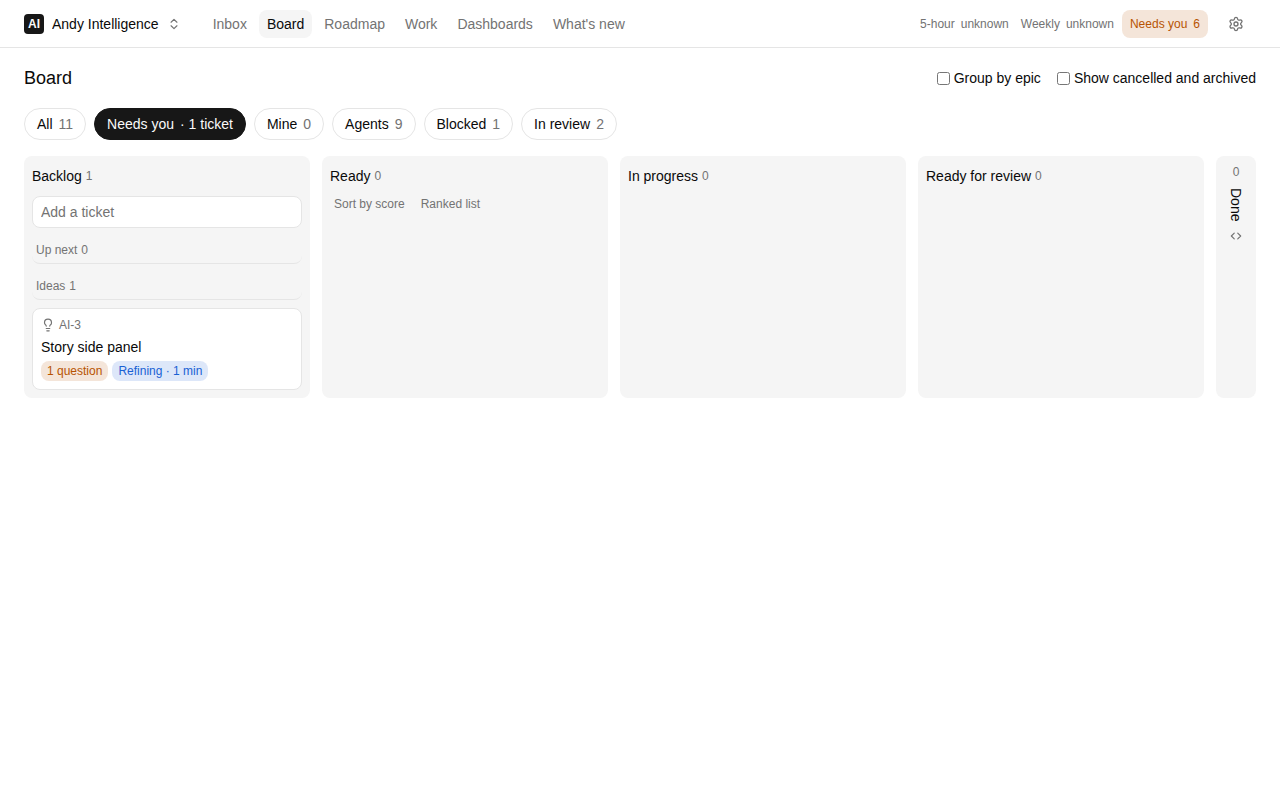 AI Andy Intelligence Inbox Board Roadmap Work Dashboards What's new 5-hour unknown Weekly unknown Needs you 6
Board Group by epic Show cancelled and archived
All 11 Needs you · 1 ticket Mine 0 Agents 9 Blocked 1 In review 2
Backlog 1
Add a ticket
Up next 0
Ideas 1
AI-3
Story side panel
1 question Refining · 1 min
Ready 0
Sort by score Ranked list
In progress 0
Ready for review 0
0
Done